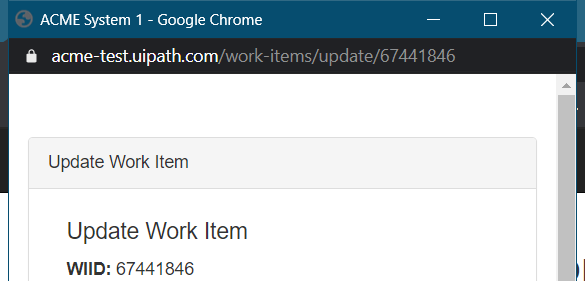 ACME System 1 - Google Chrome
acme-test.uipath.com/work-items/update/67441846
Update Work Item
Update Work Item
WIID: 67441846